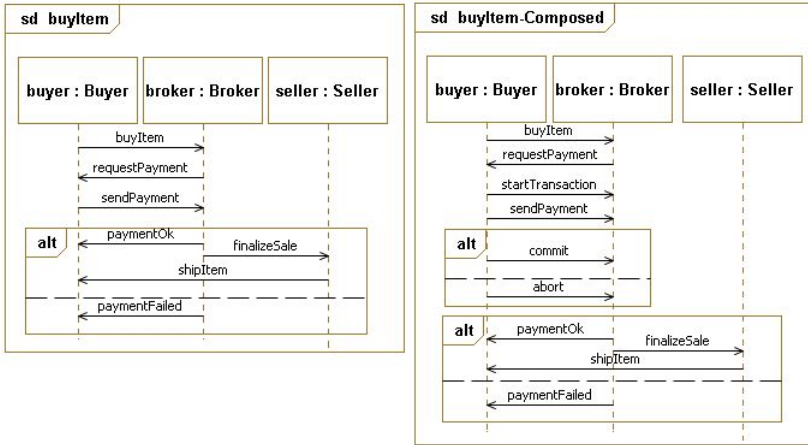 sd buyItem
buyer : Buyer
broker : Broker
seller : Seller
buyItem
requestPayment
sendPayment
alt
paymentOk
finalizeSale
shipItem
paymentFailed
sd buyItem-Composed
buyer : Buyer
broker : Broker
seller : Seller
buyItem
requestPayment
startTransaction
sendPayment
alt
commit
abort
alt
paymentOk
finalizeSale
shipItem
paymentFailed